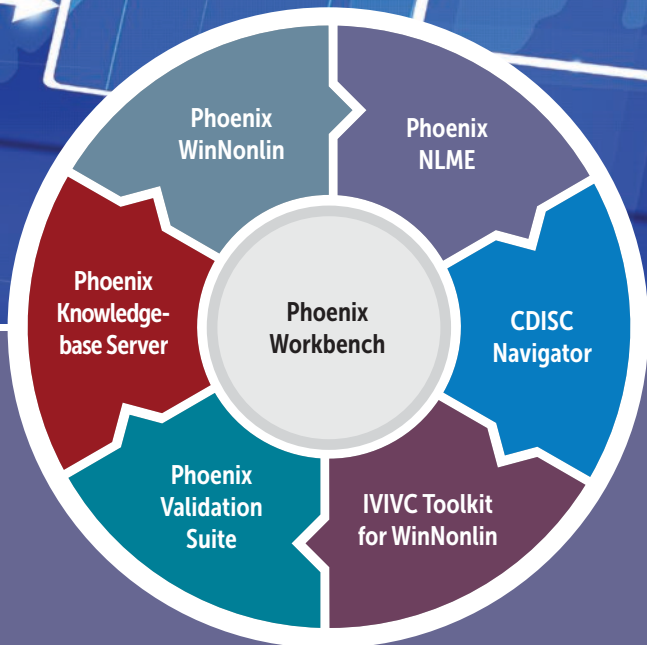 Phoenix
WinNonlin
Phoenix
NLME
CDISC
Navigator
IVIVC Toolkit
for WinNonlin
Phoenix
Validation
Suite
Phoenix
Knowledge-
base Server
Phoenix
Workbench